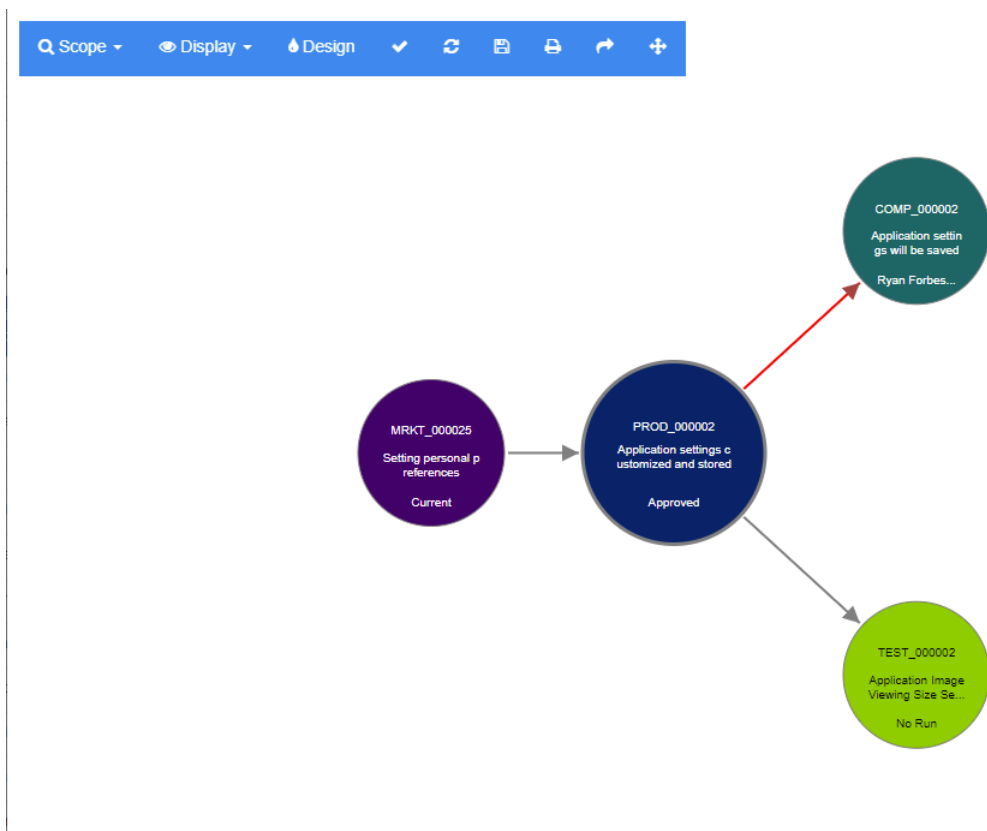 Scope Display Design
COMP_000002
Application settin
gs will be saved
Ryan Forbes...
MRKT_000025
Setting personal p
references
Current
PROD_000002
Application settings c
ustomized and stored
Approved
TEST_000002
Application Image
Viewing Size Se...
No Run